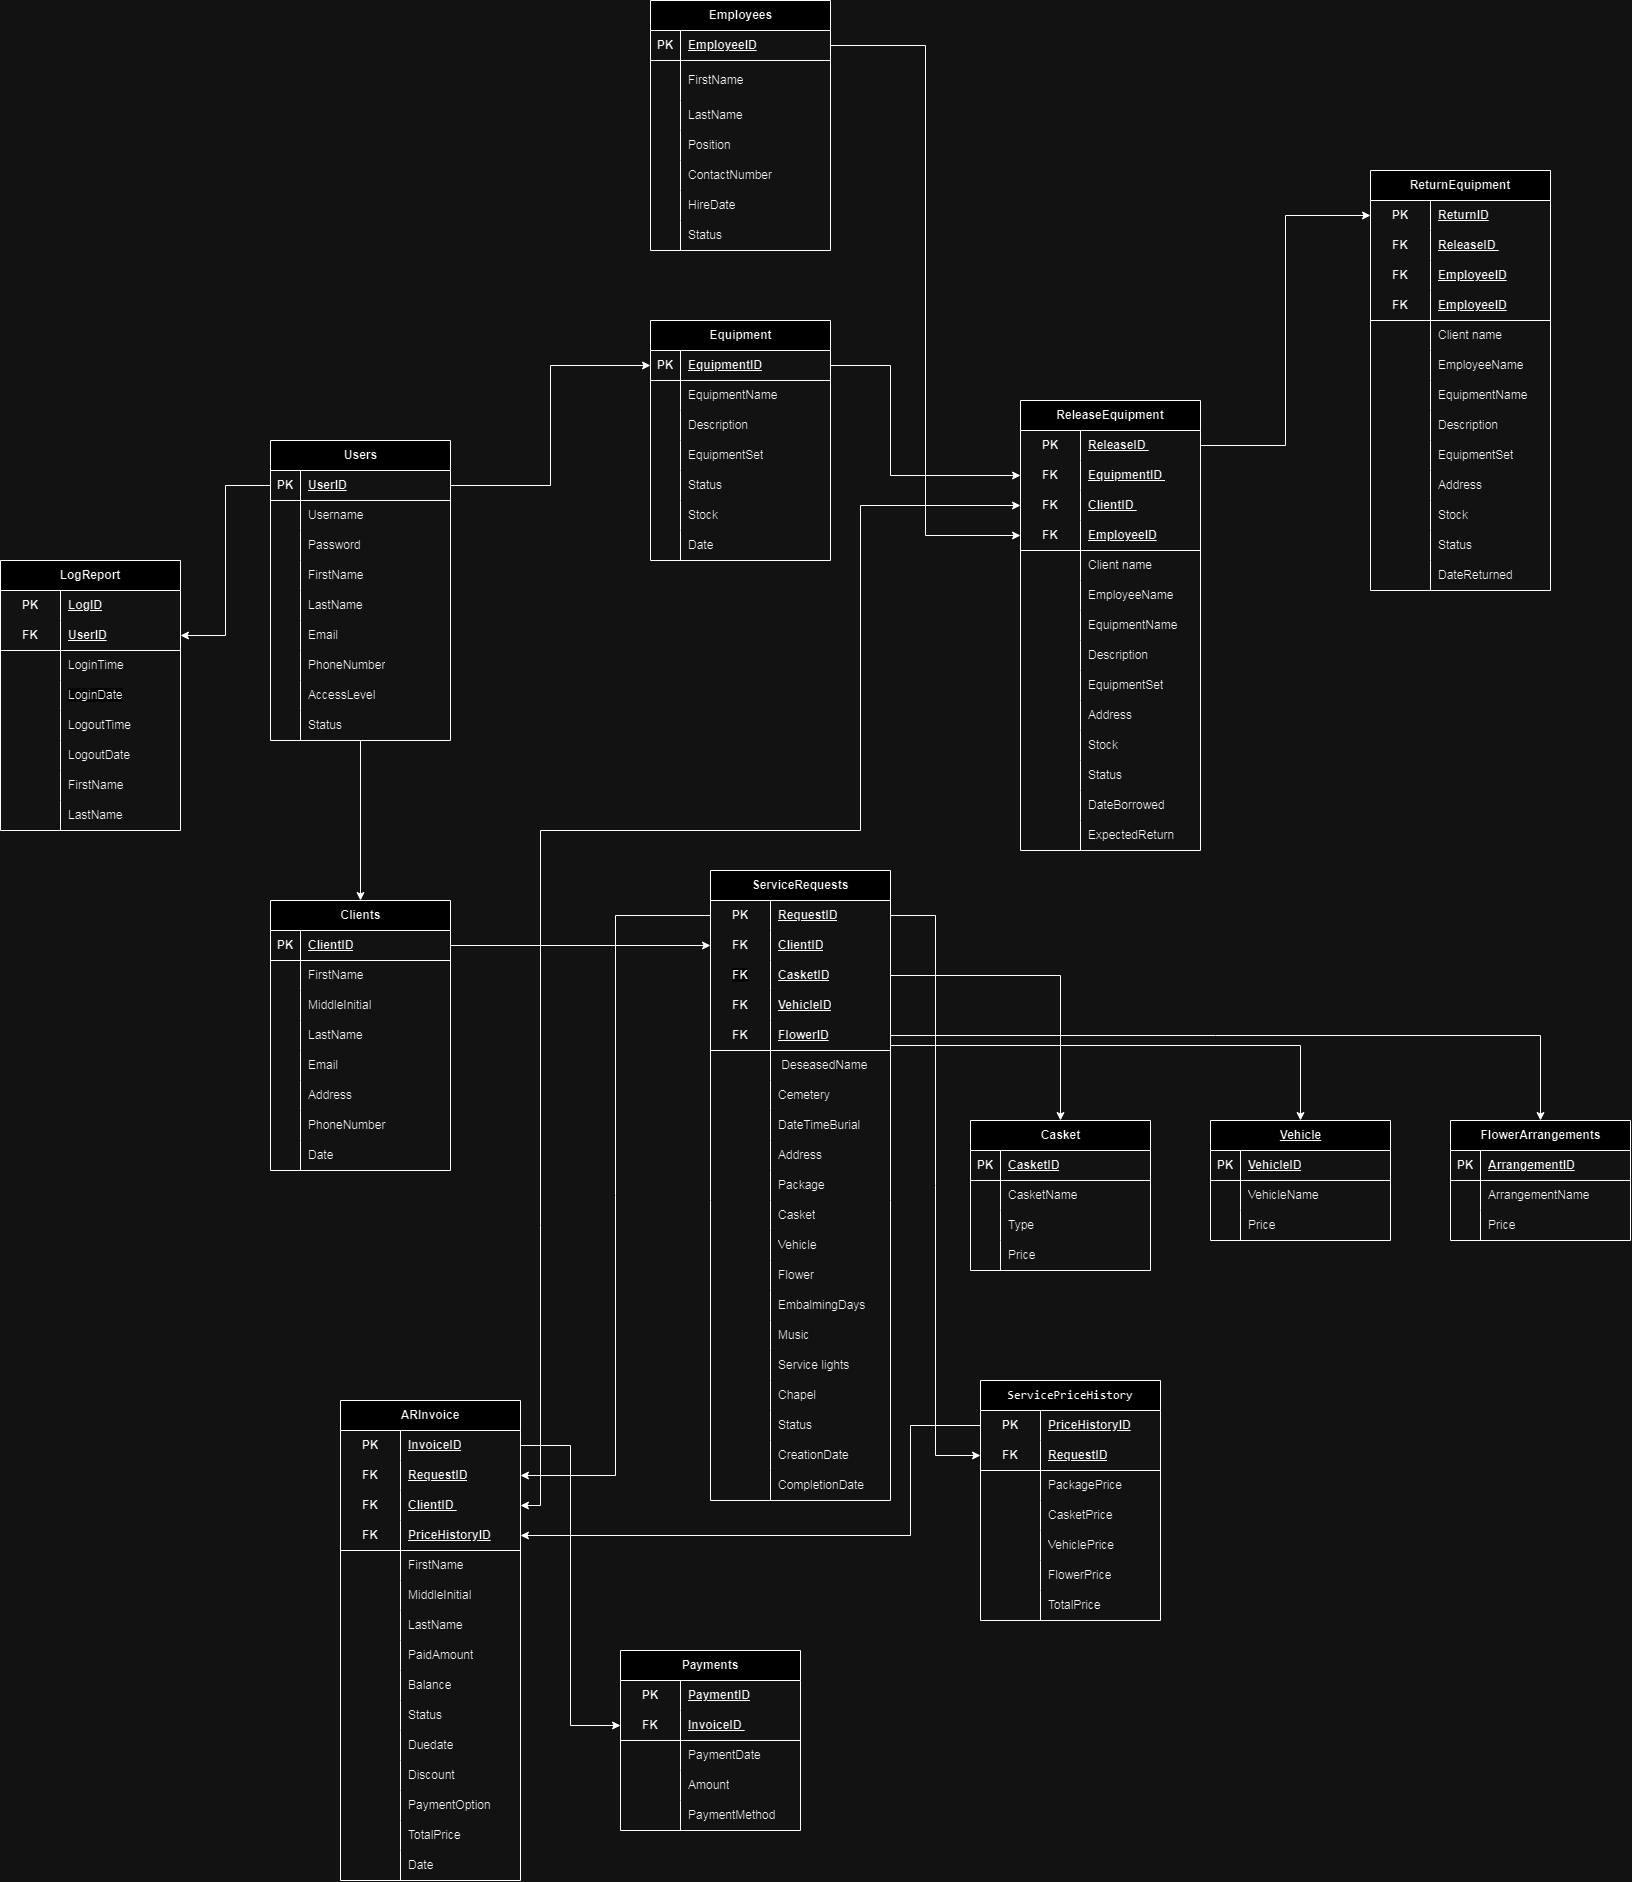 Employees
PK EmployeeID
FirstName
LastName
Position
ContactNumber
HireDate
Status
ReturnEquipment
PK ReturnID
FK ReleaseID
FK EmployeeID
FK EmployeeID
Client name
EmployeeName
EquipmentName
Description
EquipmentSet
Address
Stock
Status
DateReturned
Equipment
PK EquipmentID
EquipmentName
Description
EquipmentSet
Status
Stock
Date
ReleaseEquipment
PK ReleaseID
FK EquipmentID
FK ClientID
FK EmployeeID
Client name
EmployeeName
EquipmentName
Description
EquipmentSet
Address
Stock
Status
DateBorrowed
ExpectedReturn
Users
PK UserID
Username
Password
FirstName
LastName
Email
PhoneNumber
AccessLevel
Status
LogReport
PK LogID
FK UserID
LoginTime
LoginDate
LogoutTime
LogoutDate
FirstName
LastName
Clients
PK ClientID
FirstName
MiddleInitial
LastName
Email
Address
PhoneNumber
Date
ServiceRequests
PK RequestID
FK ClientID
FK CasketID
FK VehicleID
FK FlowerID
DeseasedName
Cemetery
DateTimeBurial
Address
Package
Casket
Vehicle
Flower
EmbalmingDays
Music
Service lights
Chapel
Status
CreationDate
CompletionDate
Casket
PK CasketID
CasketName
Type
Price
Vehicle
PK VehicleID
VehicleName
Price
FlowerArrangements
PK ArrangementID
ArrangementName
Price
ServicePriceHistory
PK PriceHistoryID
FK RequestID
PackagePrice
CasketPrice
VehiclePrice
FlowerPrice
TotalPrice
ARInvoice
PK InvoiceID
FK RequestID
FK ClientID
FK PriceHistoryID
FirstName
MiddleInitial
LastName
PaidAmount
Balance
Status
Duedate
Discount
PaymentOption
TotalPrice
Date
Payments
PK PaymentID
FK InvoiceID
PaymentDate
Amount
PaymentMethod